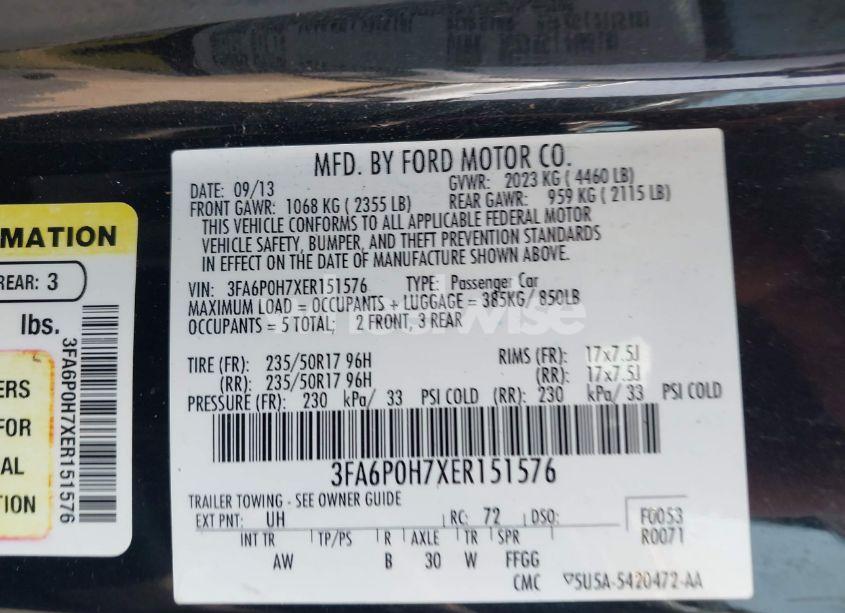 MFD. BY FORD MOTOR CO.
DATE: 09/13 GVWR: 2023 KG ( 4460 LB)
FRONT GAWR: 1068 KG ( 2355 LB) REAR GAWR: 959 KG ( 2115 LB)
THIS VEHICLE CONFORMS TO ALL APPLICABLE FEDERAL MOTOR
VEHICLE SAFETY, BUMPER, AND THEFT PREVENTION STANDARDS
IN EFFECT ON THE DATE OF MANUFACTURE SHOWN ABOVE.
VIN: 3FA6P0H7XER151576 TYPE: Passenger Car
MAXIMUM LOAD = OCCUPANTS + LUGGAGE = 385KG/ 850LB
OCCUPANTS = 5 TOTAL; 2 FRONT, 3 REAR
TIRE (FR): 235/50R17 96H RIMS (FR): 17x7.5J
(RR): 235/50R17 96H (RR): 17x7.5J
PRESSURE (FR): 230 kPa/ 33 PSI COLD (RR): 230 kPa/ 33 PSI COLD
3FA6P0H7XER151576
TRAILER TOWING - SEE OWNER GUIDE
EXT PNT: UH RC: 72 DSO: F0053
R0071
INT TR TP/PS R AXLE TR SPR
AW B 30 W FFGG
CMC 5U5A-5420472-AA
RMATION
REAR: 3
lbs.
ERS
FOR
AL
TION
3FA6P0H7XER151576